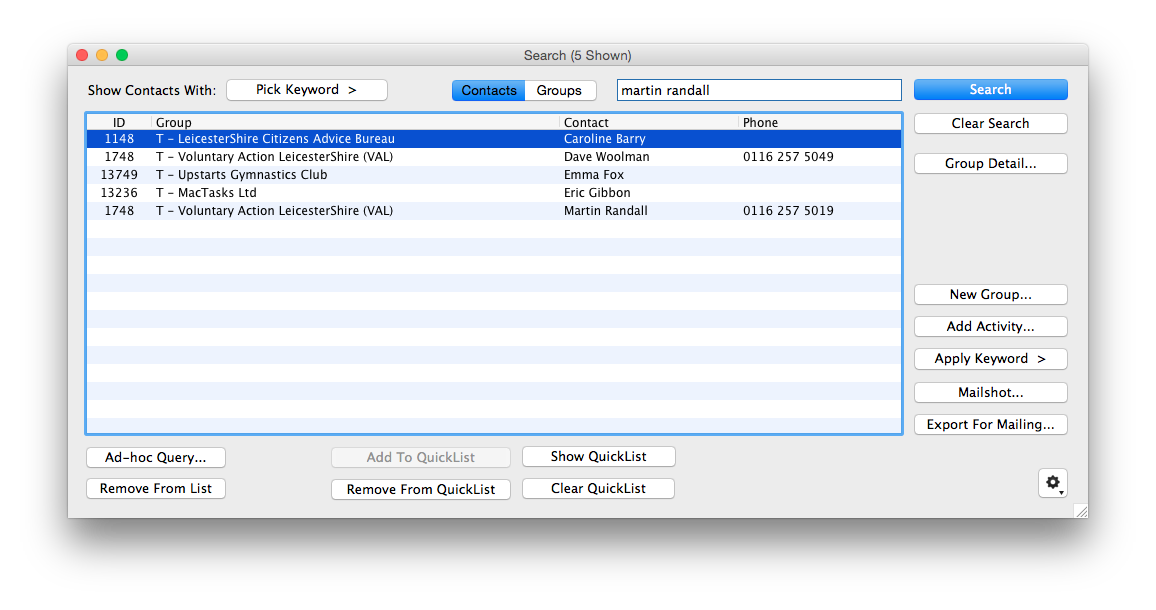 Search (5 Shown)
Show Contacts With: Pick Keyword > Contacts Groups martin randall Search
Clear Search
Group Detail...
ID Group Contact Phone
1148 T – LeicesterShire Citizens Advice Bureau Caroline Barry
1748 T – Voluntary Action LeicesterShire (VAL) Dave Woolman 0116 257 5049
13749 T – Upstarts Gymnastics Club Emma Fox
13236 T – MacTasks Ltd Eric Gibbon
1748 T – Voluntary Action LeicesterShire (VAL) Martin Randall 0116 257 5019
New Group...
Add Activity...
Apply Keyword >
Mailshot...
Export For Mailing...
Ad-hoc Query... Add To QuickList Show QuickList
Remove From List Remove From QuickList Clear QuickList